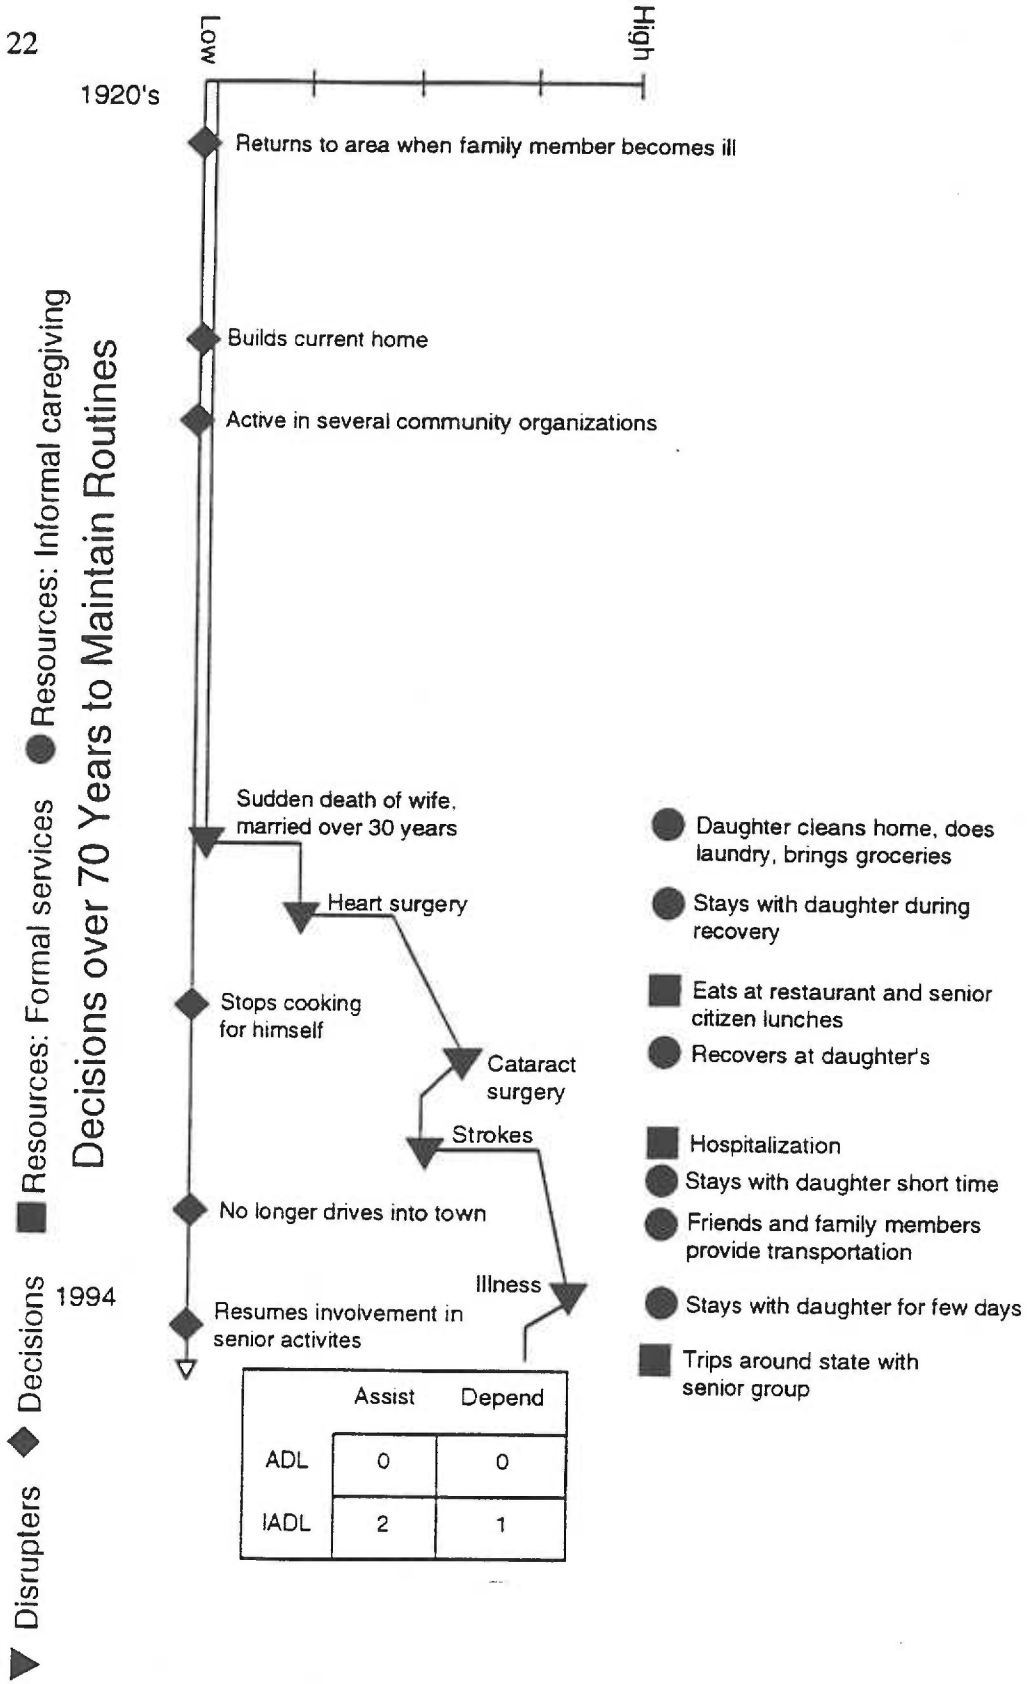 22
Low
High
1920's
Returns to area when family member becomes ill
Builds current home
Active in several community organizations
Sudden death of wife,
married over 30 years
Heart surgery
Stops cooking
for himself
Cataract
surgery
Strokes
No longer drives into town
Illness
1994
Resumes involvement in
senior activites
Daughter cleans home, does
laundry, brings groceries
Stays with daughter during
recovery
Eats at restaurant and senior
citizen lunches
Recovers at daughter's
Hospitalization
Stays with daughter short time
Friends and family members
provide transportation
Stays with daughter for few days
Trips around state with
senior group
Assist Depend
ADL 0 0
IADL 2 1
Decisions over 70 Years to Maintain Routines
Disrupters Decisions Resources: Formal services Resources: Informal caregiving